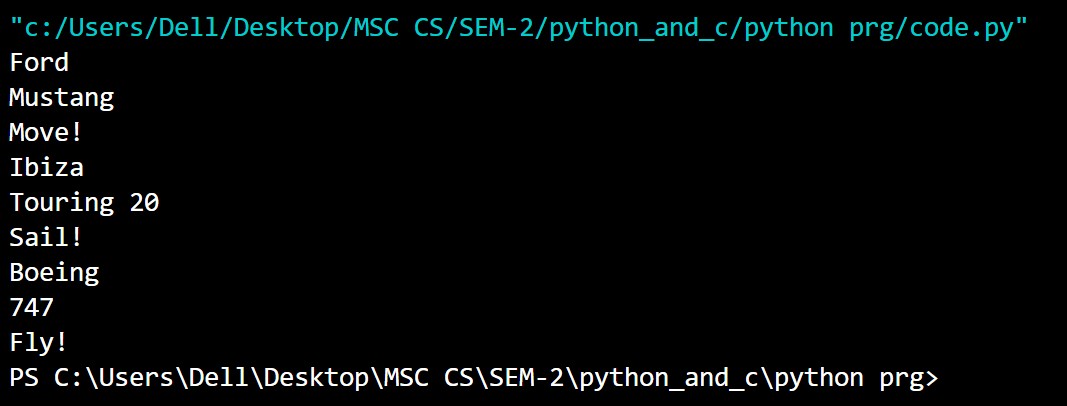 "c:/Users/Dell/Desktop/MSC CS/SEM-2/python_and_c/python prg/code.py"
Ford
Mustang
Move!
Ibiza
Touring 20
Sail!
Boeing
747
Fly!
PS C:\Users\Dell\Desktop\MSC CS\SEM-2\python_and_c\python prg>